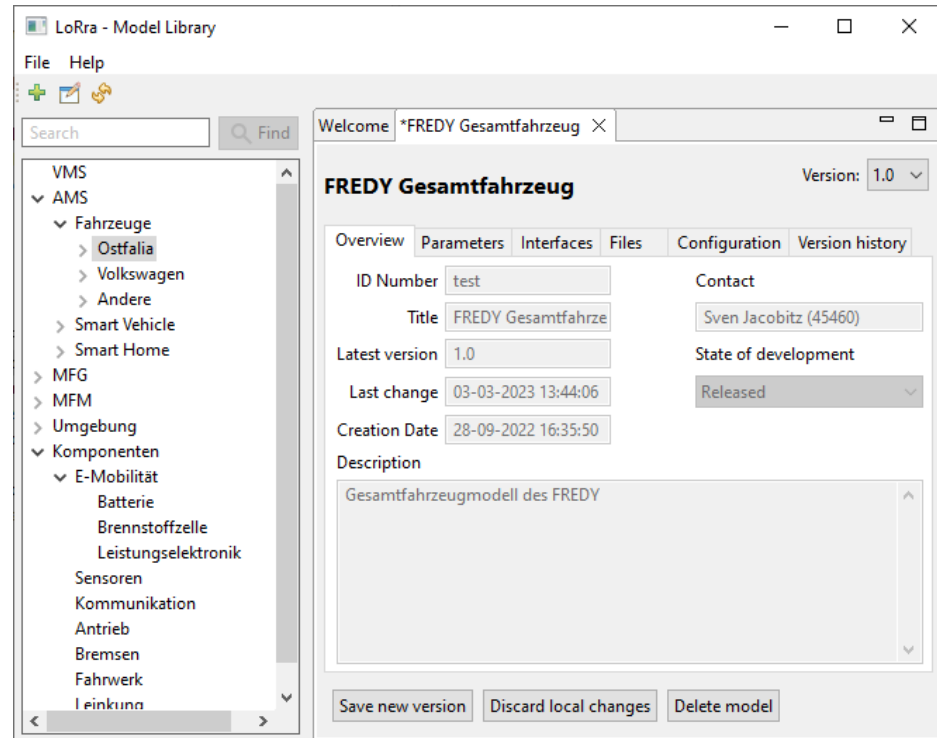 LoRra - Model Library
File Help
Search Find
VMS
AMS
Fahrzeuge
Ostfalia
Volkswagen
Andere
Smart Vehicle
Smart Home
MFG
MFM
Umgebung
Komponenten
E-Mobilität
Batterie
Brennstoffzelle
Leistungselektronik
Sensoren
Kommunikation
Antrieb
Bremsen
Fahrwerk
Leinkung
Welcome *FREDY Gesamtfahrzeug
FREDY Gesamtfahrzeug Version: 1.0
Overview Parameters Interfaces Files Configuration Version history
ID Number test Contact
Title FREDY Gesamtfahrze Sven Jacobitz (45460)
Latest version 1.0 State of development
Last change 03-03-2023 13:44:06 Released
Creation Date 28-09-2022 16:35:50
Description
Gesamtfahrzeugmodell des FREDY
Save new version Discard local changes Delete model